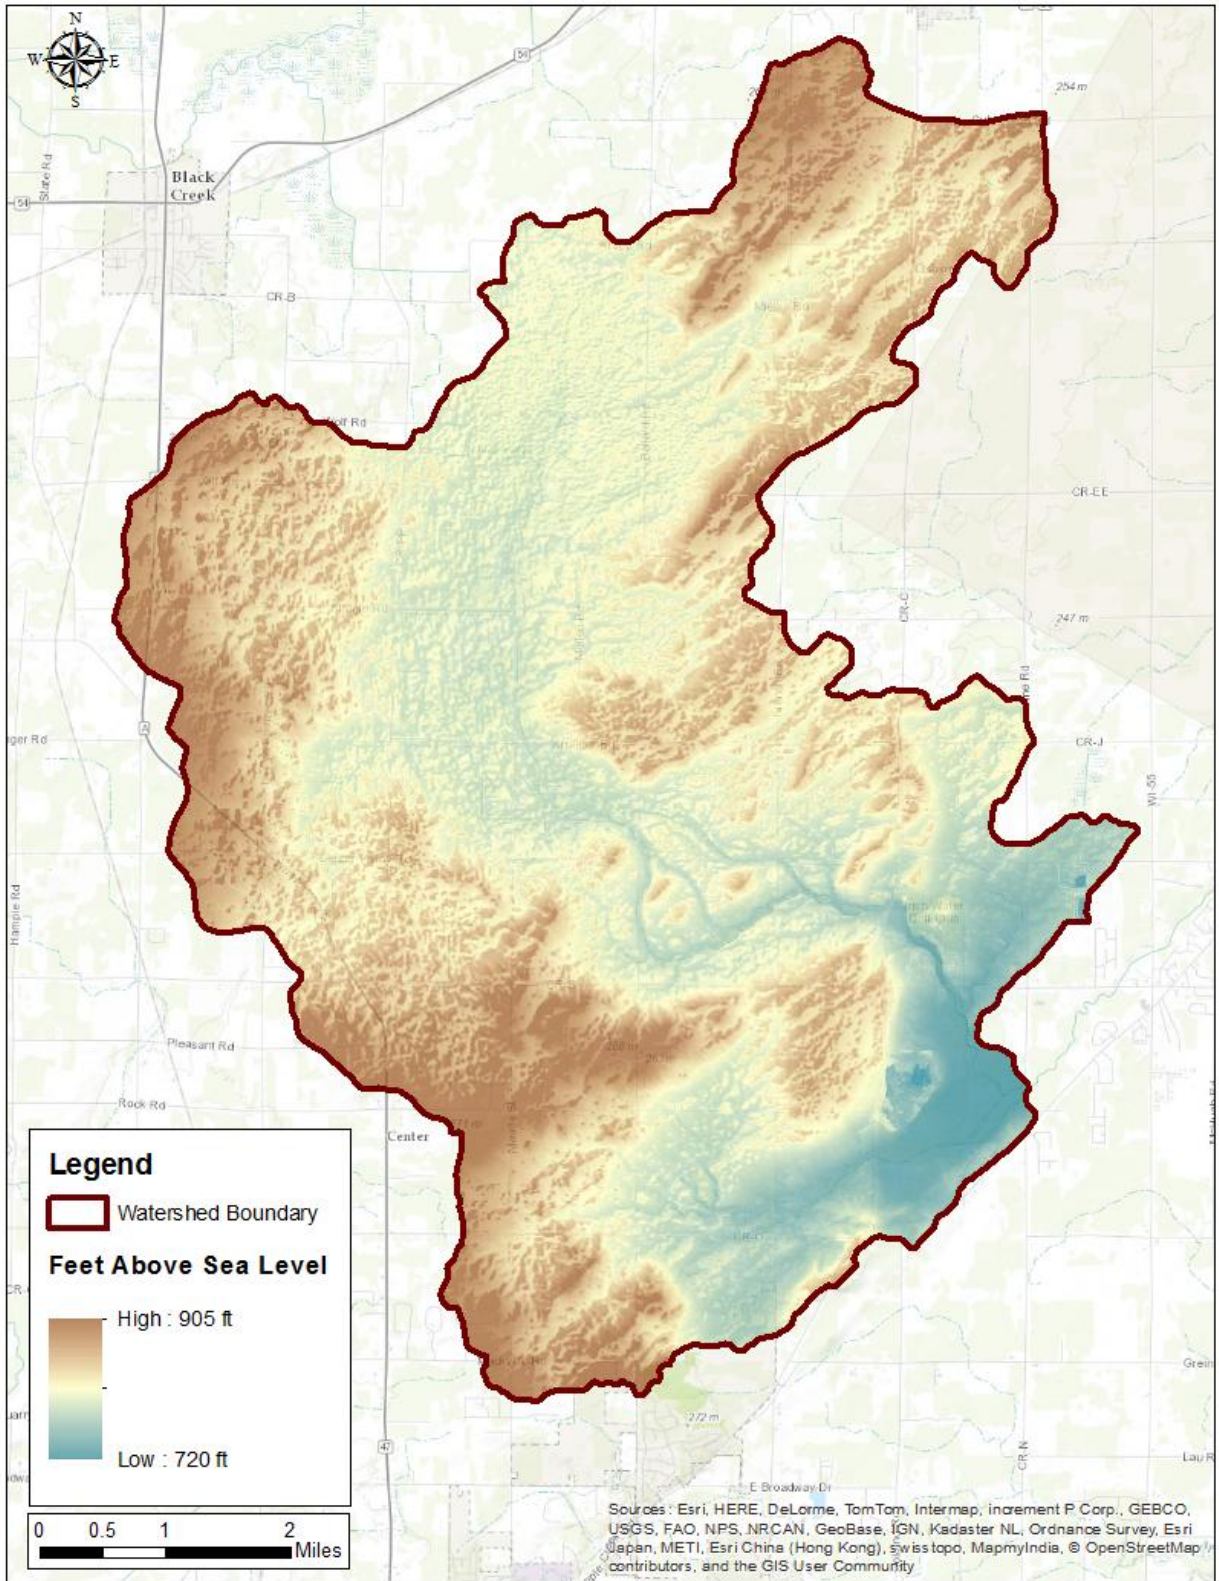 N
W E
S
54
254 m
Black
Creek
State Rd
54
CR-B
Wolf Rd
CR-EE
CR-C
247 m
CR-J
WI-55
Hample Rd
Pleasant Rd
Rock Rd
Center
Legend
Watershed Boundary
Feet Above Sea Level
High : 905 ft
Low : 720 ft
272 m
47
CR-N
E Broadway Dr
0 0.5 1 2
Miles
Sources: Esri, HERE, DeLorme, TomTom, Intermap, increment P Corp., GEBCO,
USGS, FAO, NPS, NRCAN, GeoBase, IGN, Kadaster NL, Ordnance Survey, Esri
Japan, METI, Esri China (Hong Kong), swisstopo, MapmyIndia, © OpenStreetMap
contributors, and the GIS User Community